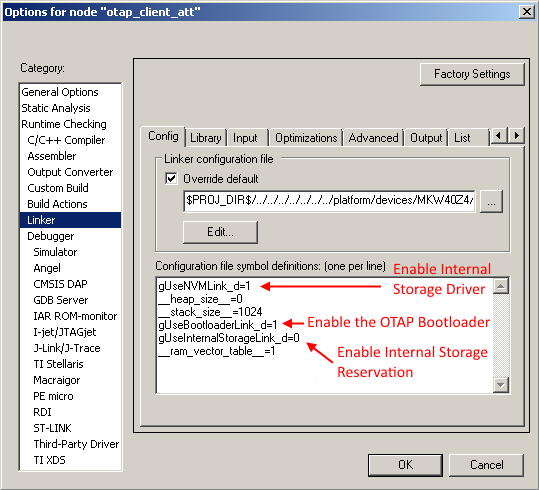 Options for node "otap_client_att"
Category:
Factory Settings
General Options
Static Analysis
Runtime Checking
C/C++ Compiler
Assembler
Output Converter
Custom Build
Build Actions
Linker
Debugger
Simulator
Angel
CMSIS DAP
GDB Server
IAR ROM-monitor
I-jet/JTAGjet
J-Link/J-Trace
TI Stellaris
Macraigor
PE micro
RDI
ST-LINK
Third-Party Driver
TI XDS
Config Library Input Optimizations Advanced Output List
Linker configuration file
Override default
$PROJ_DIR$/../../../../../../../platform/devices/MKW40Z4/
...
Edit...
Configuration file symbol definitions: (one per line)
gUseNVMLink_d=1
__heap_size__=0
__stack_size__=1024
gUseBootloaderLink_d=1
gUseInternalStorageLink_d=0
__ram_vector_table__=1
Enable Internal
Storage Driver
Enable the OTAP Bootloader
Enable Internal Storage
Reservation
OK
Cancel